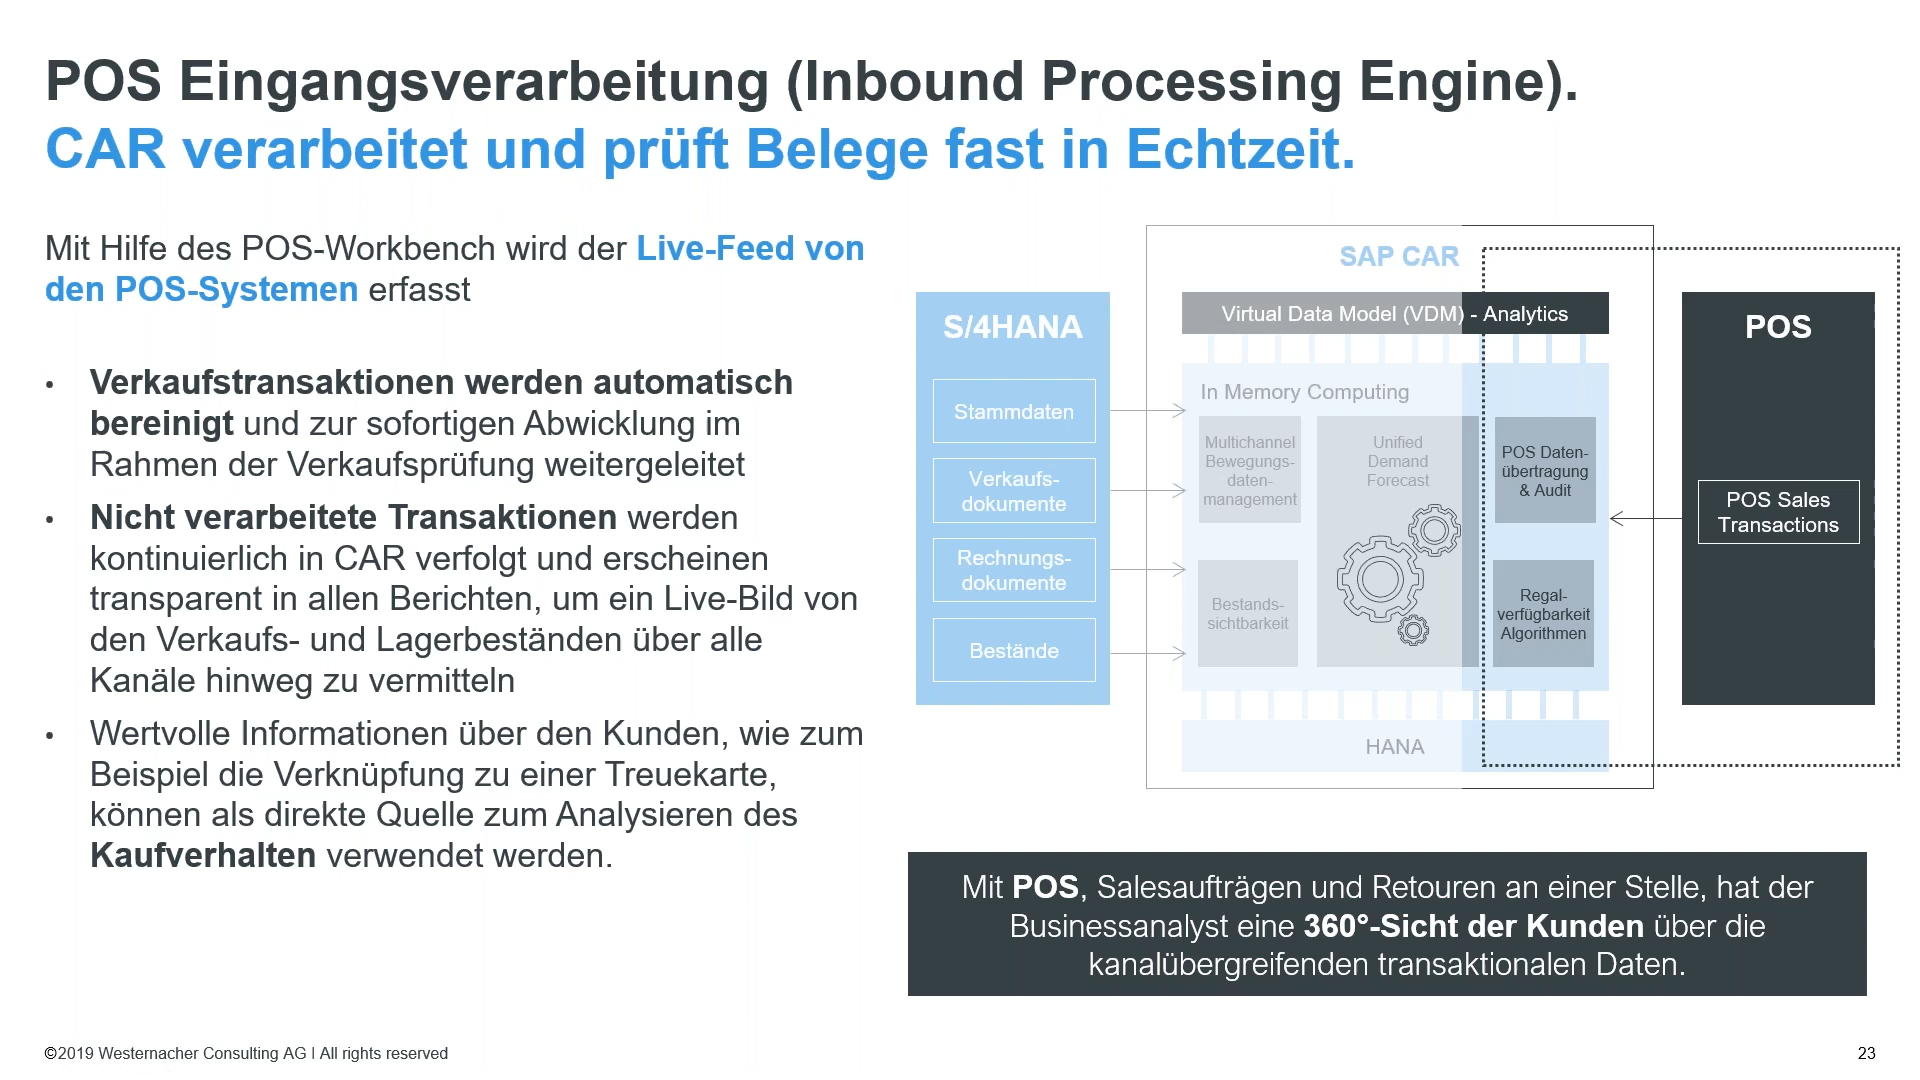 POS Eingangsverarbeitung (Inbound Processing Engine).
CAR verarbeitet und prüft Belege fast in Echtzeit.
Mit Hilfe des POS-Workbench wird der Live-Feed von
den POS-Systemen erfasst
• Verkaufstransaktionen werden automatisch
bereinigt und zur sofortigen Abwicklung im
Rahmen der Verkaufsprüfung weitergeleitet
• Nicht verarbeitete Transaktionen werden
kontinuierlich in CAR verfolgt und erscheinen
transparent in allen Berichten, um ein Live-Bild von
den Verkaufs- und Lagerbeständen über alle
Kanäle hinweg zu vermitteln
• Wertvolle Informationen über den Kunden, wie zum
Beispiel die Verknüpfung zu einer Treuekarte,
können als direkte Quelle zum Analysieren des
Kaufverhalten verwendet werden.
S/4HANA
Stammdaten
Verkaufs-
dokumente
Rechnungs-
dokumente
Bestände
SAP CAR
Virtual Data Model (VDM) - Analytics
In Memory Computing
Multichannel
Bewegungs-
daten-
management
Unified
Demand
Forecast
POS Daten-
übertragung
& Audit
Bestands-
sichtbarkeit
Regal-
verfügbarkeit
Algorithmen
HANA
POS
POS Sales
Transactions
Mit POS, Salesaufträgen und Retouren an einer Stelle, hat der
Businessanalyst eine 360°-Sicht der Kunden über die
kanalübergreifenden transaktionalen Daten.
©2019 Westernacher Consulting AG I All rights reserved
23